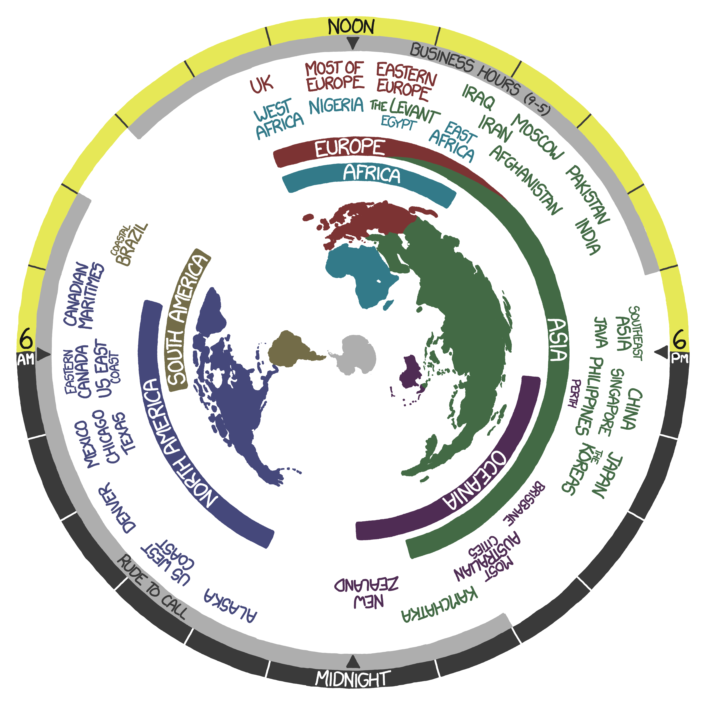 NOON
BUSINESS HOURS (9-5)
UK
MOST OF
EUROPE
EASTERN
EUROPE
IRAQ
WEST
AFRICA
NIGERIA
THE LEVANT
EGYPT
EAST
AFRICA
IRAN
MOSCOW
AFGHANISTAN
PAKISTAN
INDIA
EUROPE
AFRICA
COASTAL
BRAZIL
CANADIAN
MARITIMES
SOUTH AMERICA
SOUTHEAST
ASIA
JAVA
6
AM
6
PM
ASIA
EASTERN
CANADA
US EAST
COAST
PERTH
PHILIPPINES
SINGAPORE
CHINA
MEXICO
CHICAGO
TEXAS
NORTH AMERICA
OCEANIA
THE
KOREAS
JAPAN
DENVER
BRISBANE
US WEST
COAST
MOST
AUSTRALIAN
CITIES
RUDE TO CALL
ALASKA
NEW
ZEALAND
KAMCHATKA
MIDNIGHT